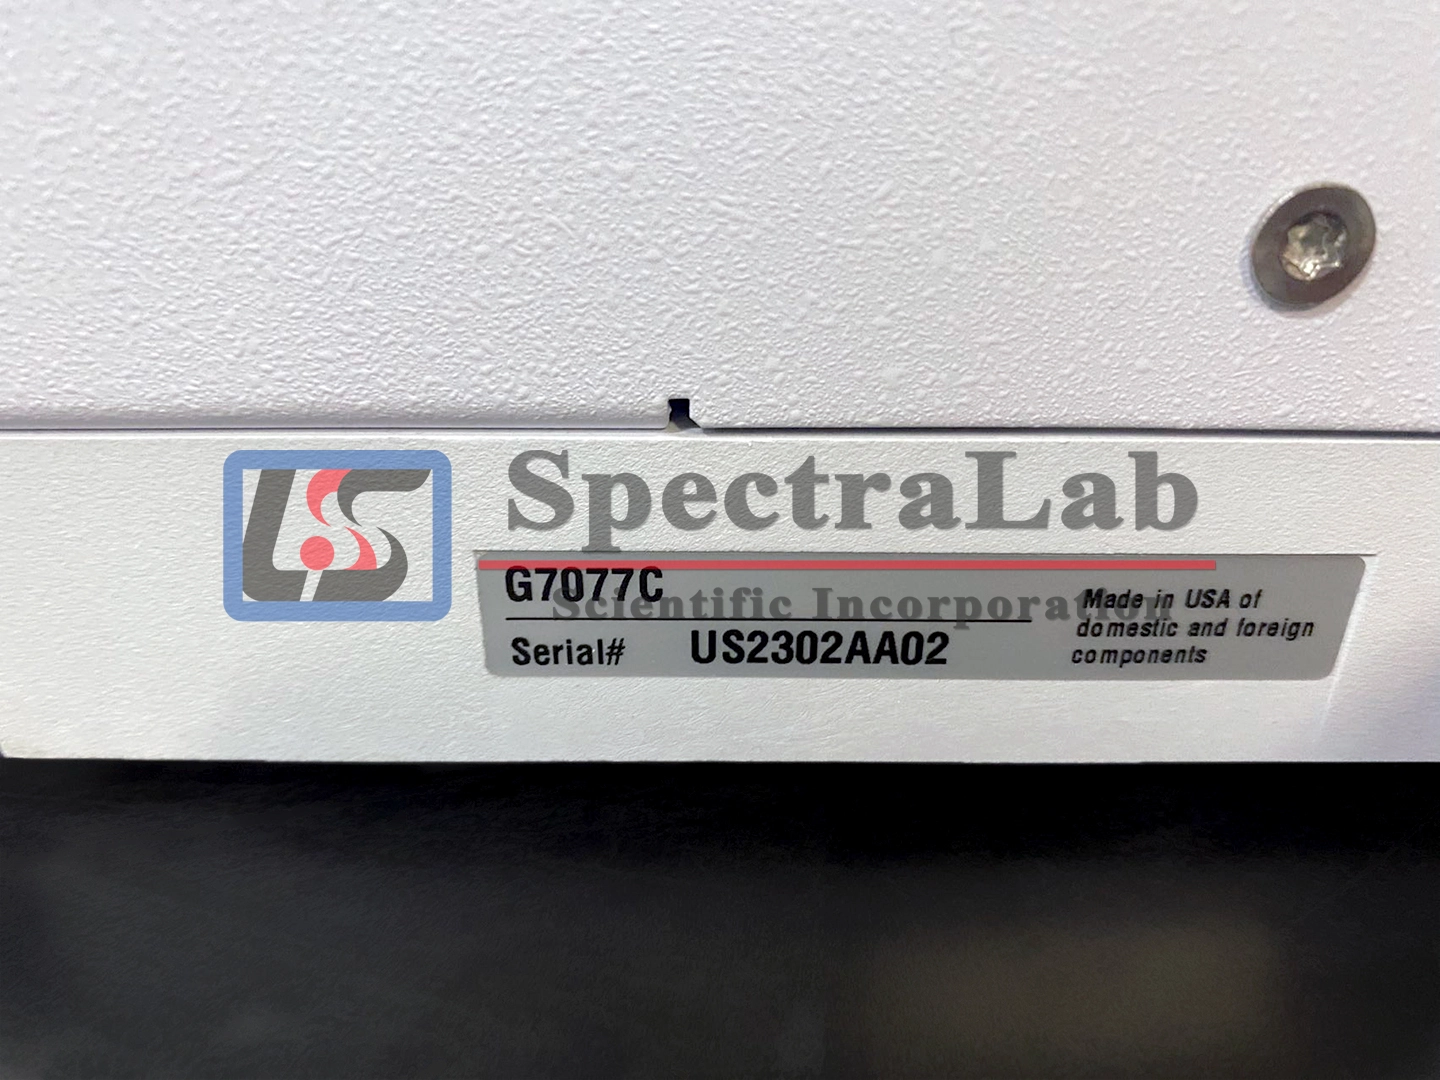 SpectraLab
Scientific Incorporation
G7077C
Serial# US2302AA02
Made in USA of
domestic and foreign
components